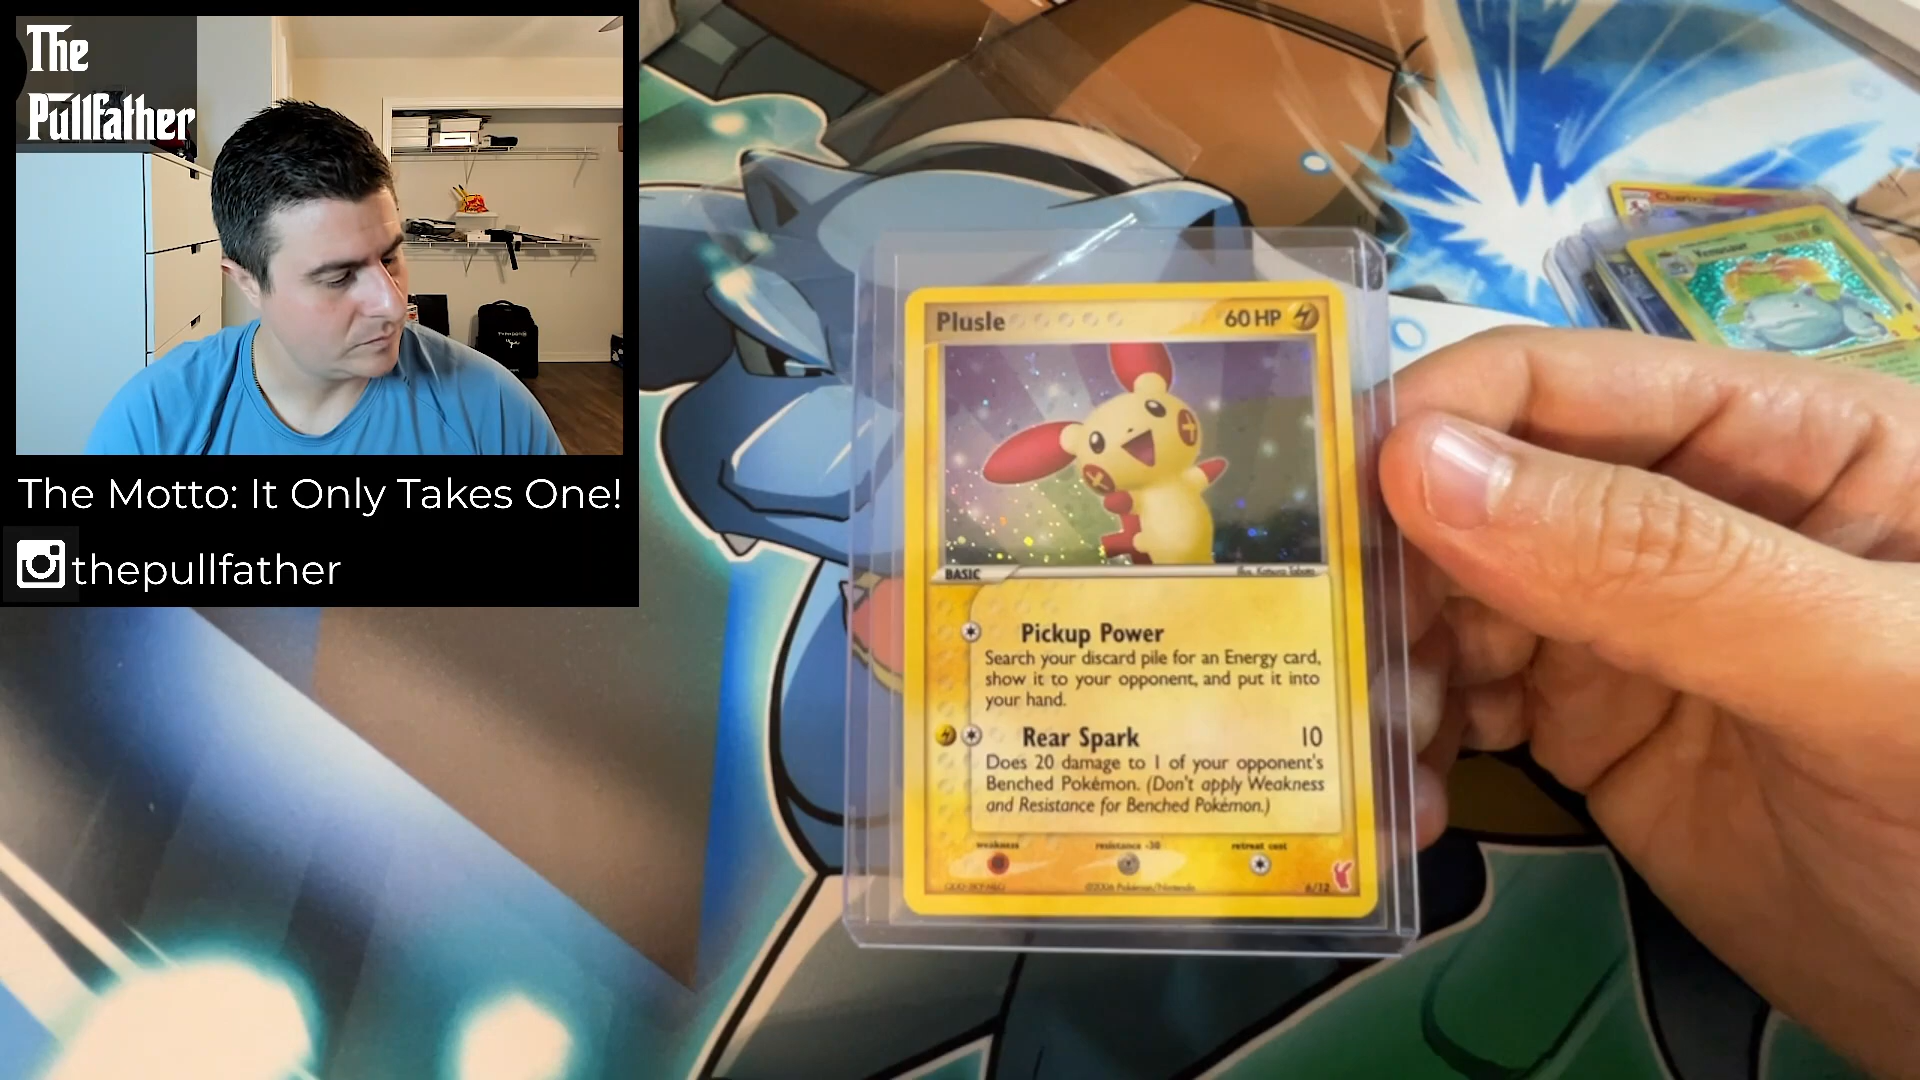 The
Pullfather
The Motto: It Only Takes One!
thepullfather
Plusle
60 HP
BASIC
Pickup Power
Search your discard pile for an Energy card,
show it to your opponent, and put it into
your hand.
Rear Spark 10
Does 20 damage to 1 of your opponent's
Benched Pokémon. (Don't apply Weakness
and Resistance for Benched Pokémon.)
weakness
resistance -30
retreat cost
©2006 Pokémon/Nintendo
6/12
Venusaur